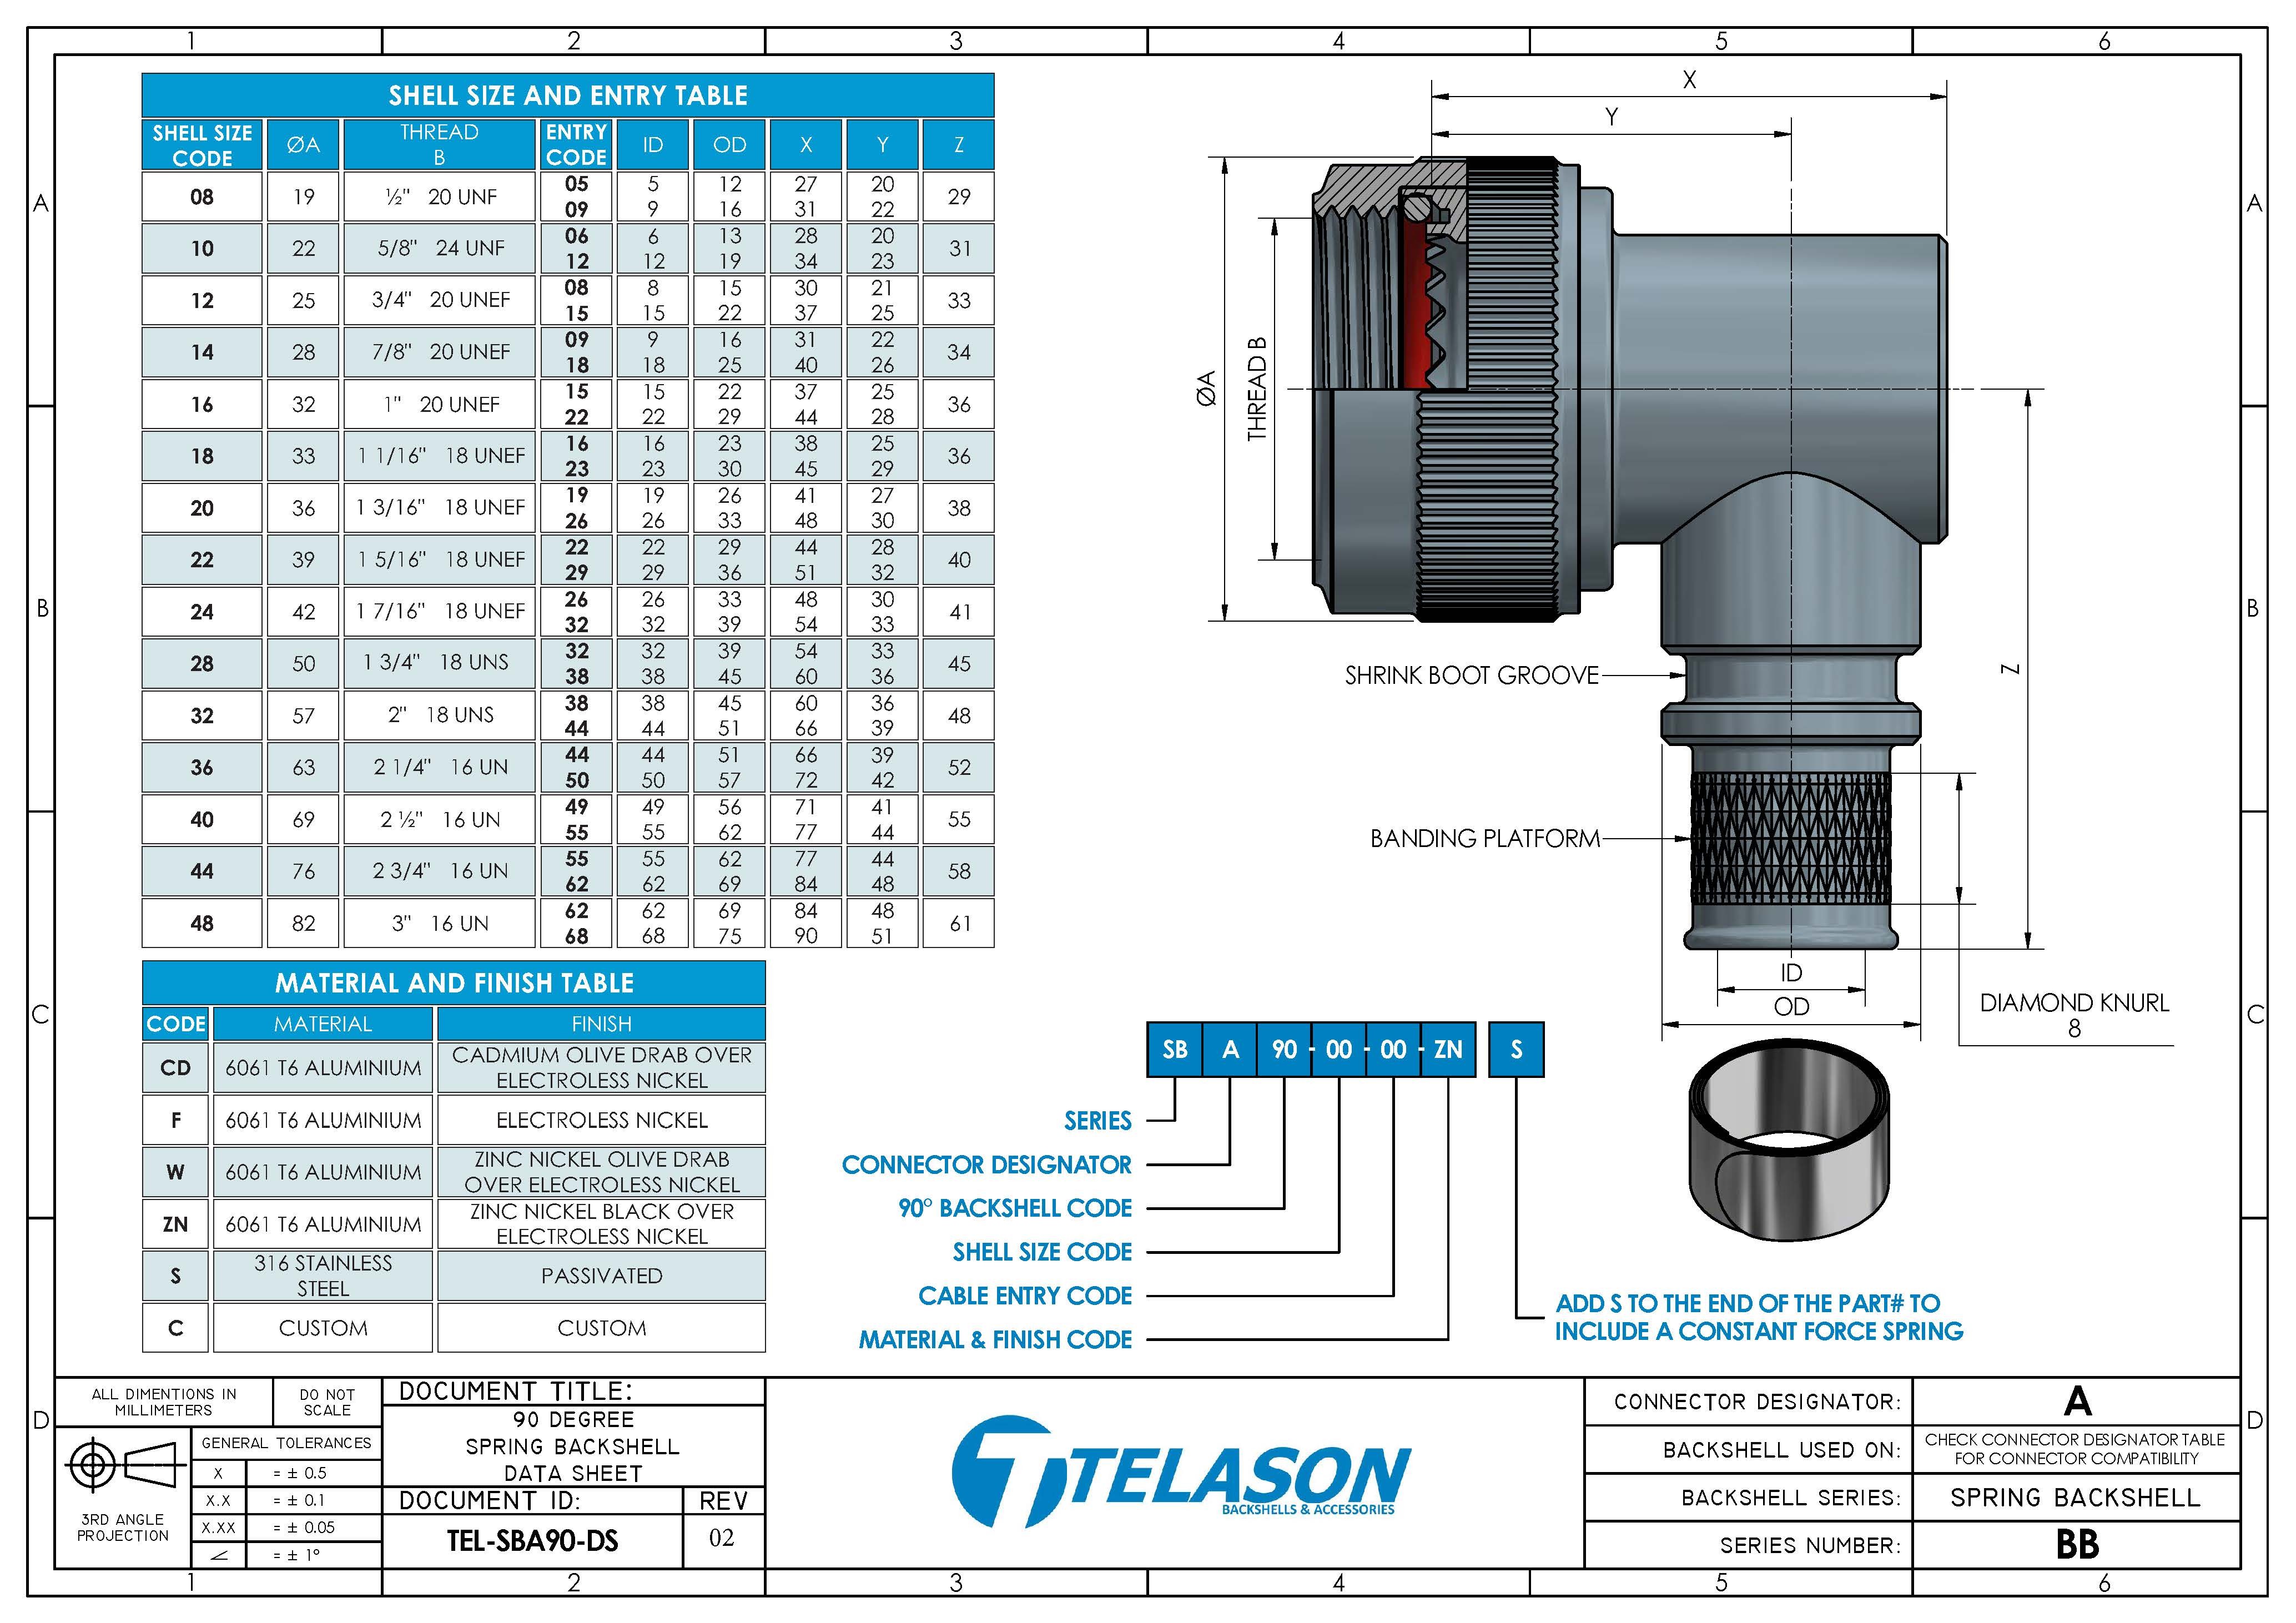 1 2 3 4 5 6
A
B
C
D
SHELL SIZE AND ENTRY TABLE
SHELL SIZE CODE ØA THREAD B ENTRY CODE ID OD X Y Z
08 19 ½" 20 UNF 05 5 12 27 20 29
09 9 16 31 22
10 22 5/8" 24 UNF 06 6 13 28 20 31
12 12 19 34 23
12 25 3/4" 20 UNEF 08 8 15 30 21 33
15 15 22 37 25
14 28 7/8" 20 UNEF 09 9 16 31 22 34
18 18 25 40 26
16 32 1" 20 UNEF 15 15 22 37 25 36
22 22 29 44 28
18 33 1 1/16" 18 UNEF 16 16 23 38 25 36
23 23 30 45 29
20 36 1 3/16" 18 UNEF 19 19 26 41 27 38
26 26 33 48 30
22 39 1 5/16" 18 UNEF 22 22 29 44 28 40
29 29 36 51 32
24 42 1 7/16" 18 UNEF 26 26 33 48 30 41
32 32 39 54 33
28 50 1 3/4" 18 UNS 32 32 39 54 33 45
38 38 45 60 36
32 57 2" 18 UNS 38 38 45 60 36 48
44 44 51 66 39
36 63 2 1/4" 16 UN 44 44 51 66 39 52
50 50 57 72 42
40 69 2 ½" 16 UN 49 49 56 71 41 55
55 55 62 77 44
44 76 2 3/4" 16 UN 55 55 62 77 44 58
62 62 69 84 48
48 82 3" 16 UN 62 62 69 84 48 61
68 68 75 90 51
MATERIAL AND FINISH TABLE
CODE MATERIAL FINISH
CD 6061 T6 ALUMINIUM CADMIUM OLIVE DRAB OVER
ELECTROLESS NICKEL
F 6061 T6 ALUMINIUM ELECTROLESS NICKEL
W 6061 T6 ALUMINIUM ZINC NICKEL OLIVE DRAB
OVER ELECTROLESS NICKEL
ZN 6061 T6 ALUMINIUM ZINC NICKEL BLACK OVER
ELECTROLESS NICKEL
S 316 STAINLESS
STEEL PASSIVATED
C CUSTOM CUSTOM
X
Y
ØA
THREAD B
Z
SHRINK BOOT GROOVE
BANDING PLATFORM
ID
OD
DIAMOND KNURL
8
SB A 90 - 00 - 00 - ZN S
SERIES
CONNECTOR DESIGNATOR
90° BACKSHELL CODE
SHELL SIZE CODE
CABLE ENTRY CODE
MATERIAL & FINISH CODE
ADD S TO THE END OF THE PART# TO
INCLUDE A CONSTANT FORCE SPRING
ALL DIMENTIONS IN
MILLIMETERS
DO NOT
SCALE
GENERAL TOLERANCES
X = ± 0.5
X.X = ± 0.1
X.XX = ± 0.05
∠ = ± 1°
3RD ANGLE
PROJECTION
DOCUMENT TITLE:
90 DEGREE
SPRING BACKSHELL
DATA SHEET
DOCUMENT ID: REV
TEL-SBA90-DS 02
TELASON
BACKSHELLS & ACCESSORIES
CONNECTOR DESIGNATOR: A
BACKSHELL USED ON: CHECK CONNECTOR DESIGNATOR TABLE
FOR CONNECTOR COMPATIBILITY
BACKSHELL SERIES: SPRING BACKSHELL
SERIES NUMBER: BB
A
B
C
D
1 2 3 4 5 6